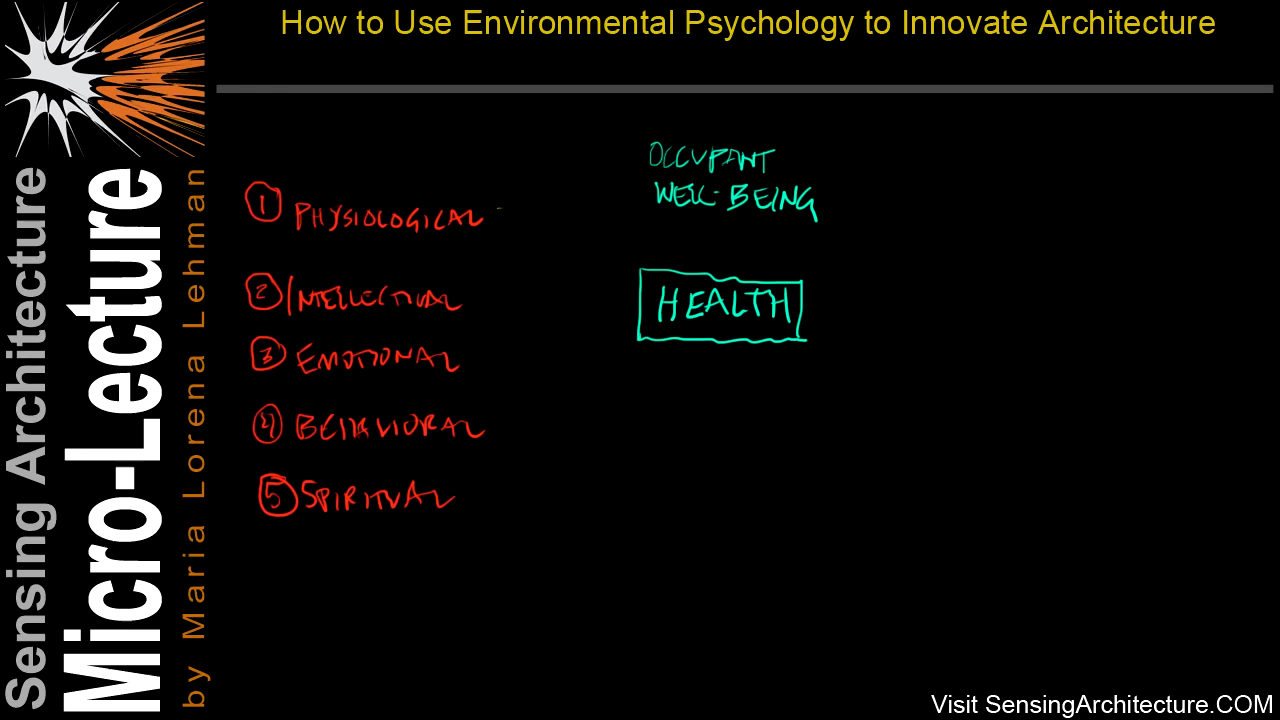 How to Use Environmental Psychology to Innovate Architecture
Sensing Architecture
Micro-Lecture
by Maria Lorena Lehman
OCCUPANT
WELL-BEING
1 PHYSIOLOGICAL
2 INTELLECTUAL
HEALTH
3 EMOTIONAL
4 BEHAVIORAL
5 SPIRITUAL
Visit SensingArchitecture.COM